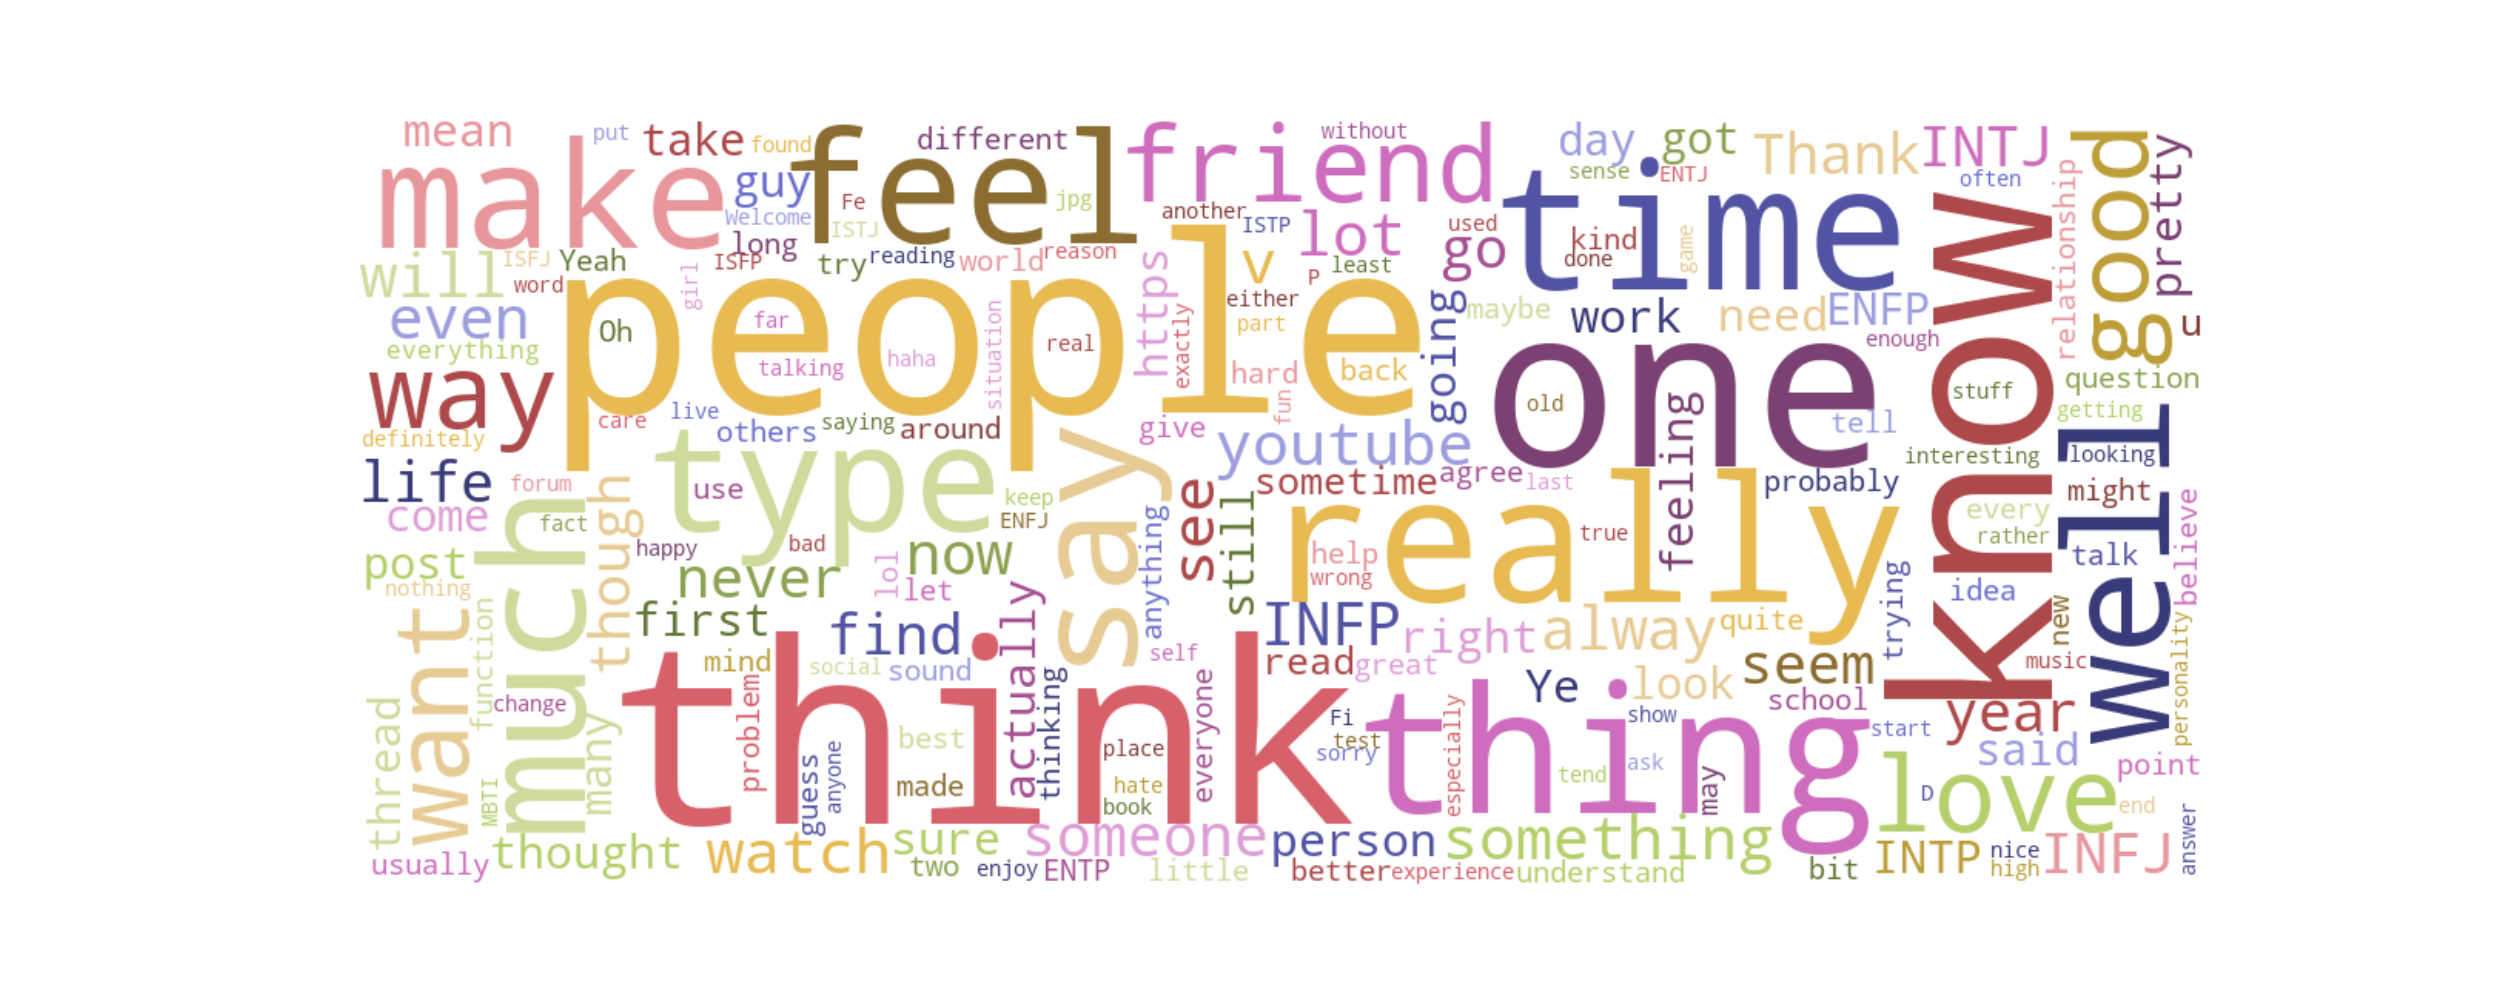 mean
put
take
found
different
friend
without
day
got
Thank
INTJ
good
pretty
make
guy
feel
jpg
another
ISTP
lot
used
time
sense
ENTJ
often
relationship
Welcome
Fe
ISTJ
long
ISFP
try
reading
world
reason
https
v
P
least
go
kind
done
game
know
will
ISFJ
Yeah
word
girl
people
either
part
exactly
going
maybe
work
need
ENFP
enough
u
even
Oh
far
talking
haha
situation
real
hard
back
fun
one
old
stuff
question
everything
way
definitely
care
live
others
saying
around
give
youtube
feeling
tell
getting
life
forum
type
use
say
keep
ENFJ
see
sometime
agree
last
probably
interesting
looking
well
come
much
fact
though
happy
bad
now
lol
let
anything
still
really
help
wrong
true
every
rather
might
talk
believe
post
nothing
never
first
find
actually
INFP
right
alway
quite
trying
idea
new
want
function
mind
social
sound
self
read
great
seem
music
personality
thread
change
many
think
problem
thinking
everyone
Ye
look
school
year
MBTI
guess
anyone
best
made
place
hate
book
Fi
test
sorry
thing
especially
show
tend
ask
may
start
said
point
D
love
end
usually
thought
watch
sure
two
enjoy
someone
ENTP
little
person
better
experience
something
understand
bit
INTP
nice
high
INFJ
answer